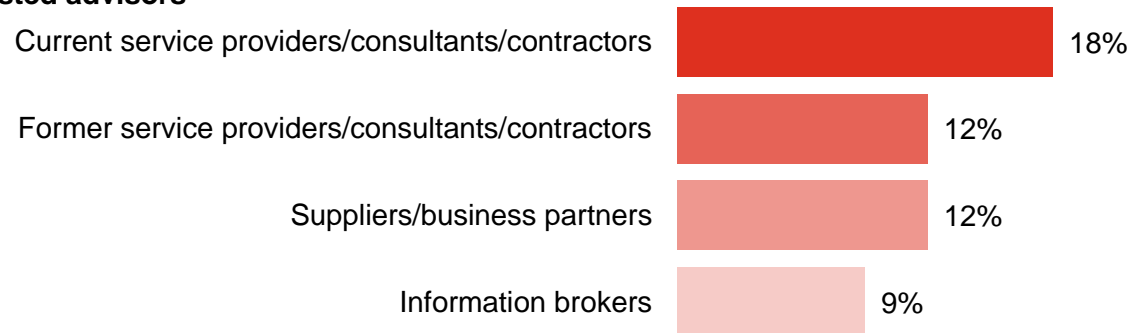 advisors
Current service providers/consultants/contractors 18%
Former service providers/consultants/contractors 12%
Suppliers/business partners 12%
Information brokers 9%